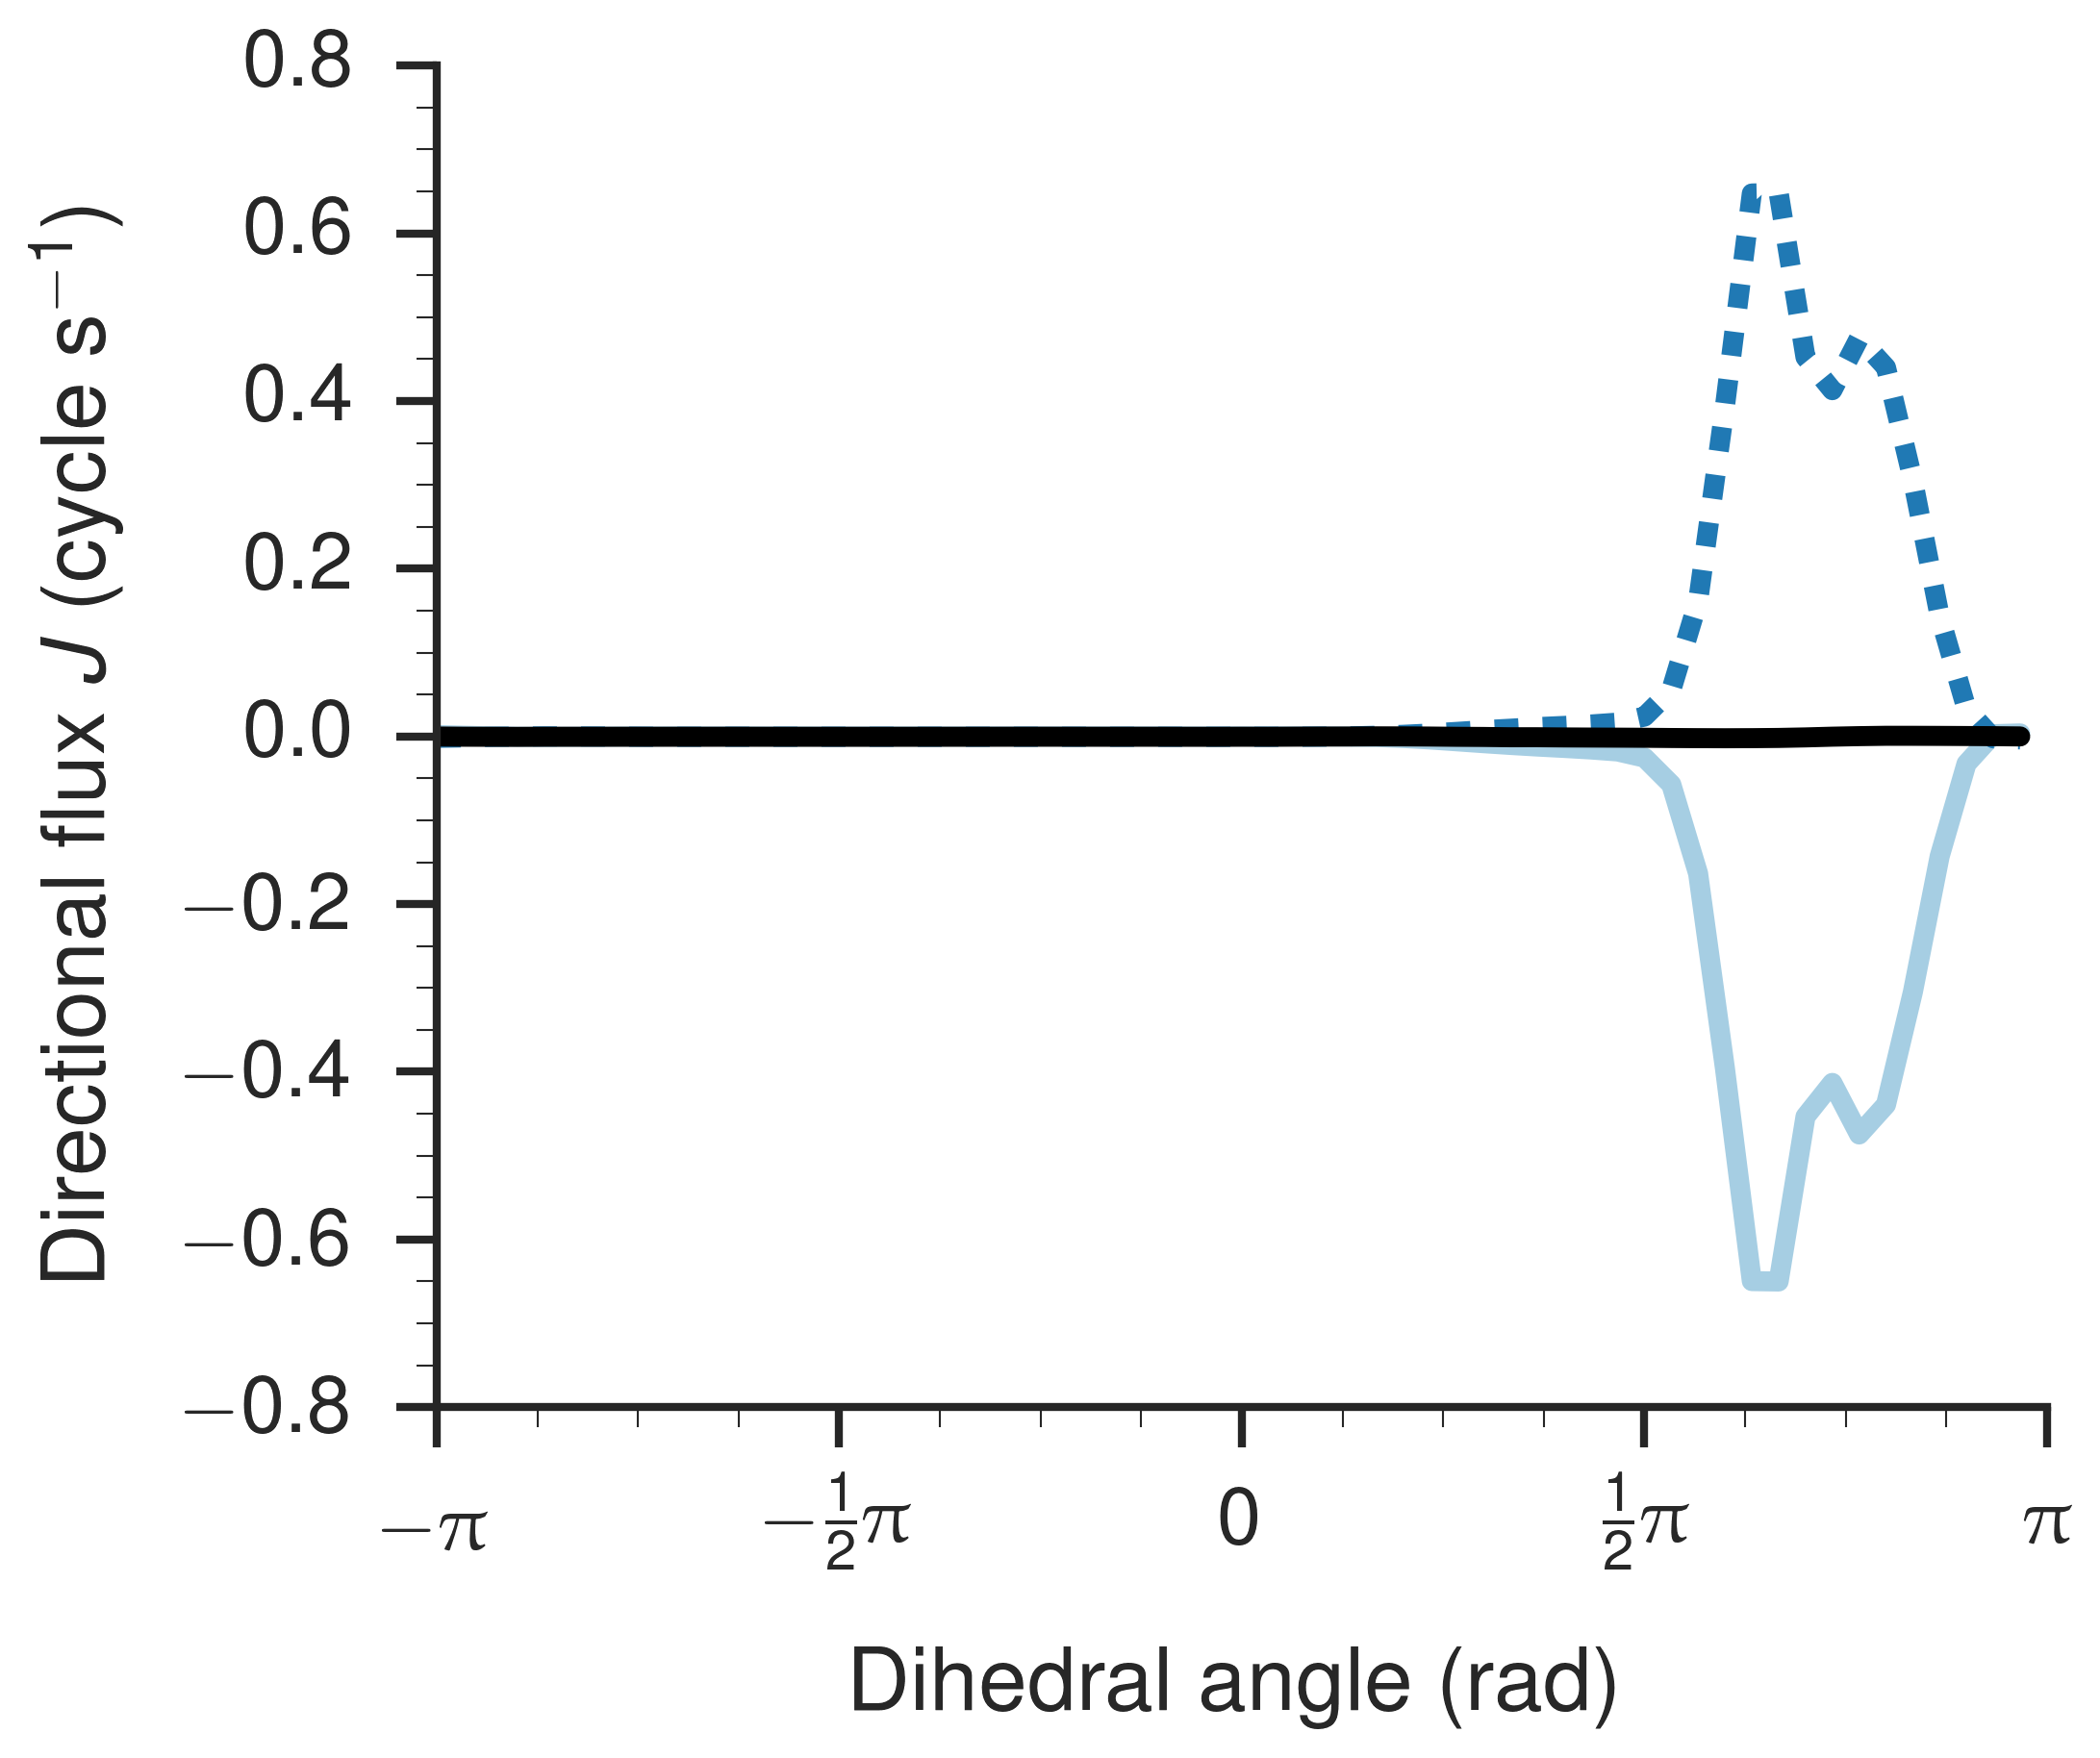 Directional flux J (cycle s⁻¹)
0.8
0.6
0.4
0.2
0.0
−0.2
−0.4
−0.6
−0.8
−π
−½π
0
½π
π
Dihedral angle (rad)